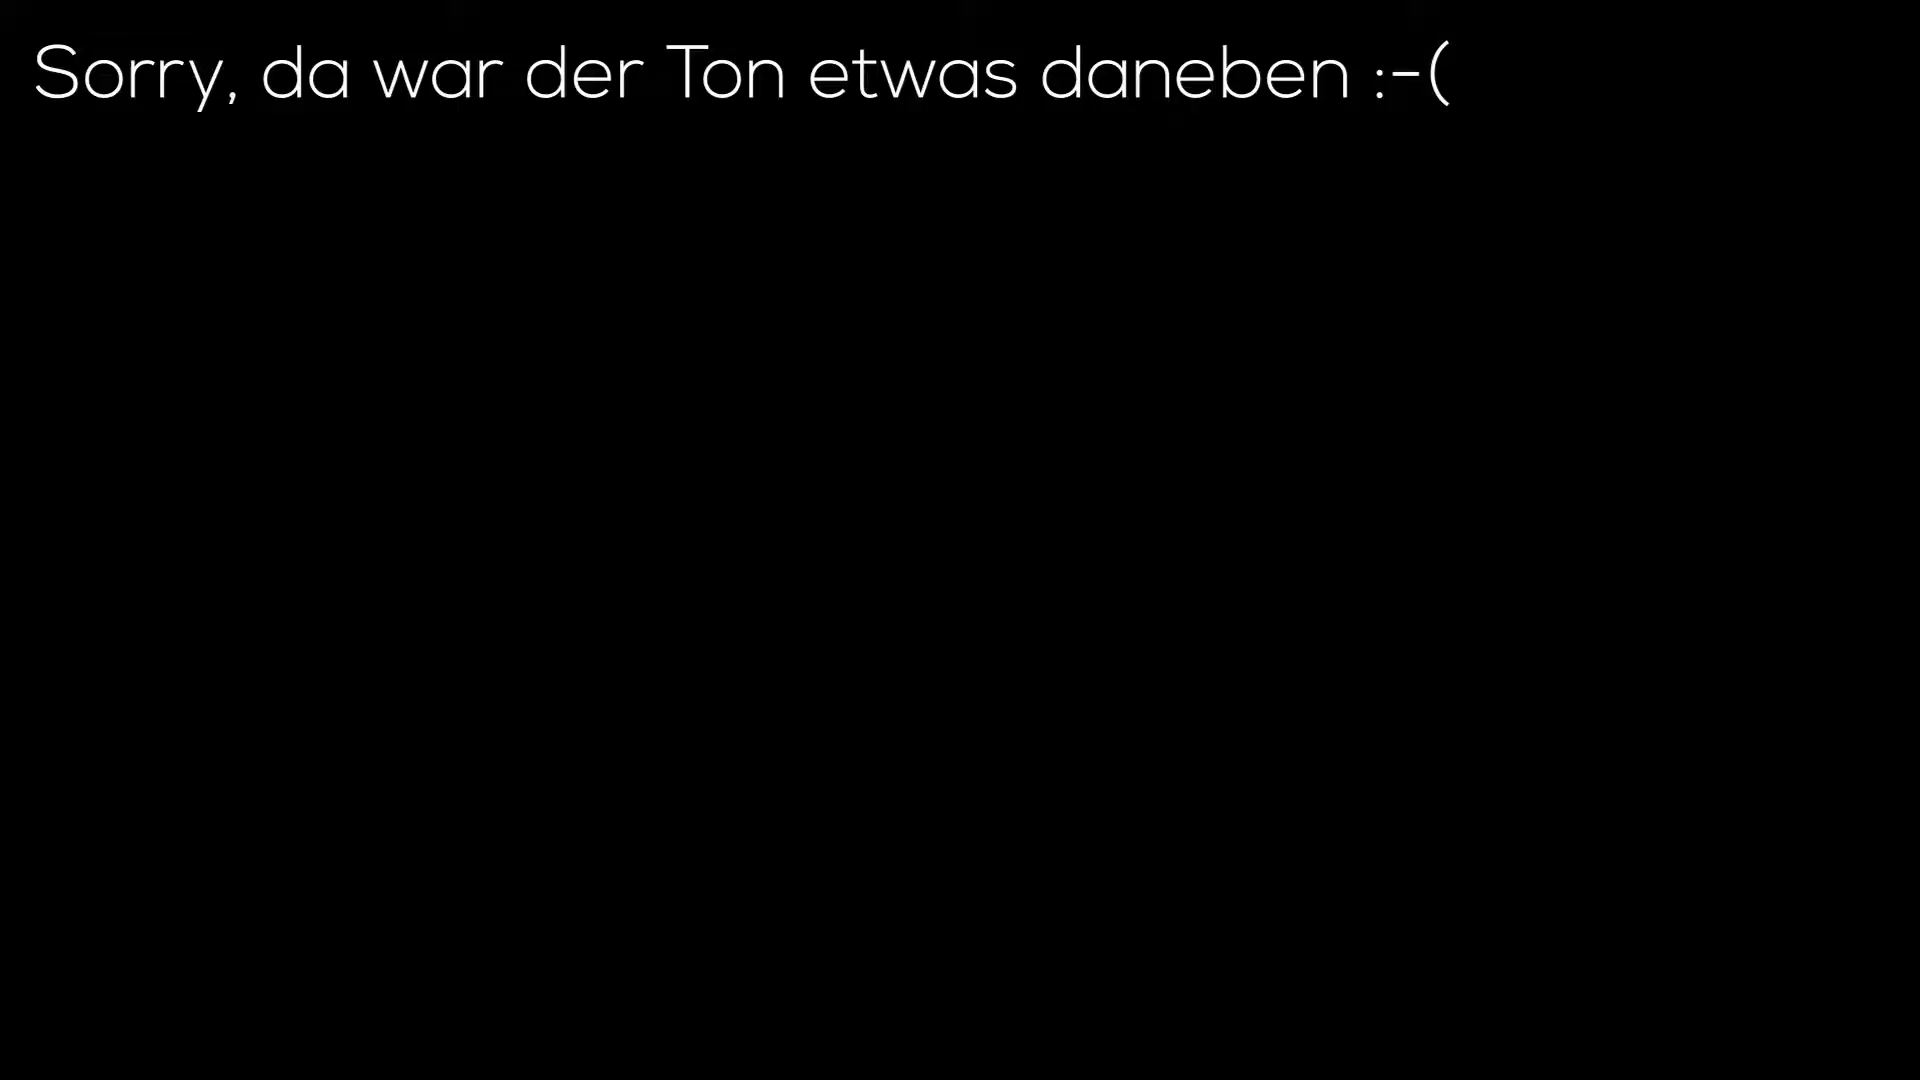 Sorry, da war der Ton etwas daneben :-(